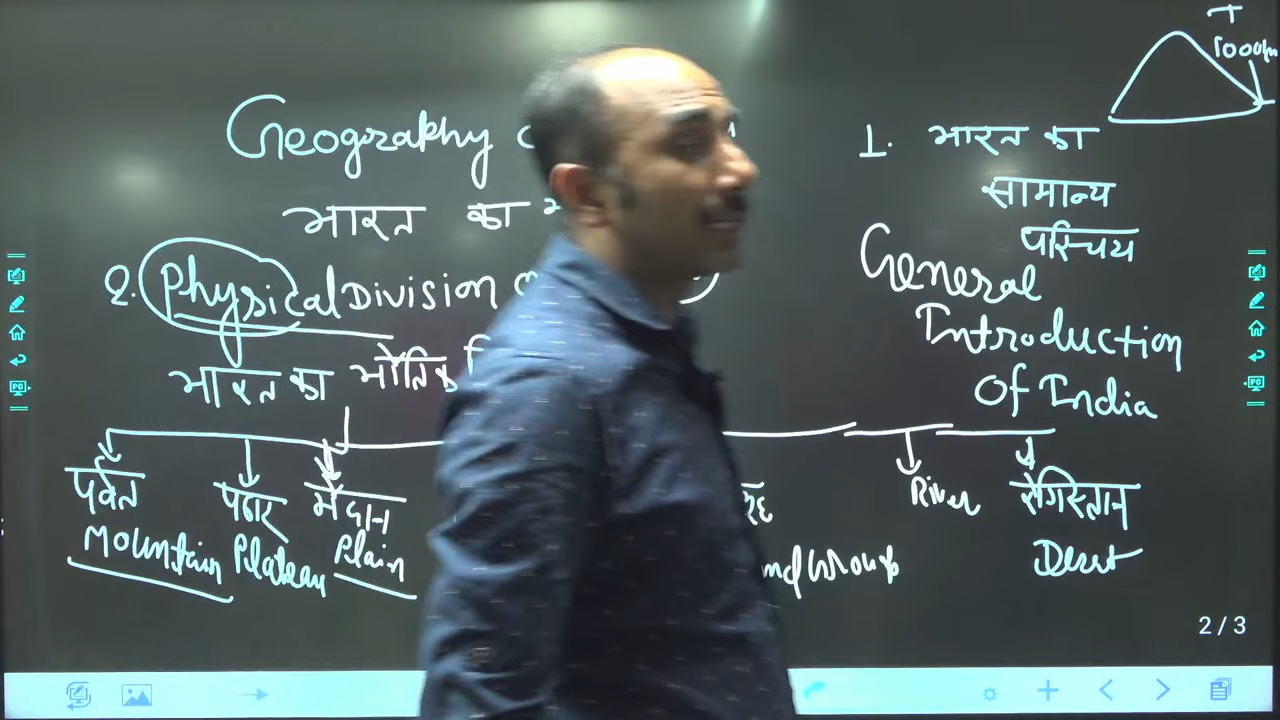 Geography
भारत का
2. Physical Division
भारत का भौतिक
पर्वत
Mountain
पठार
Plateau
मैदान
Plain
River
रेगिस्तान
Desert
1. भारत का
सामान्य
परिचय
General
Introduction
Of India
2 / 3